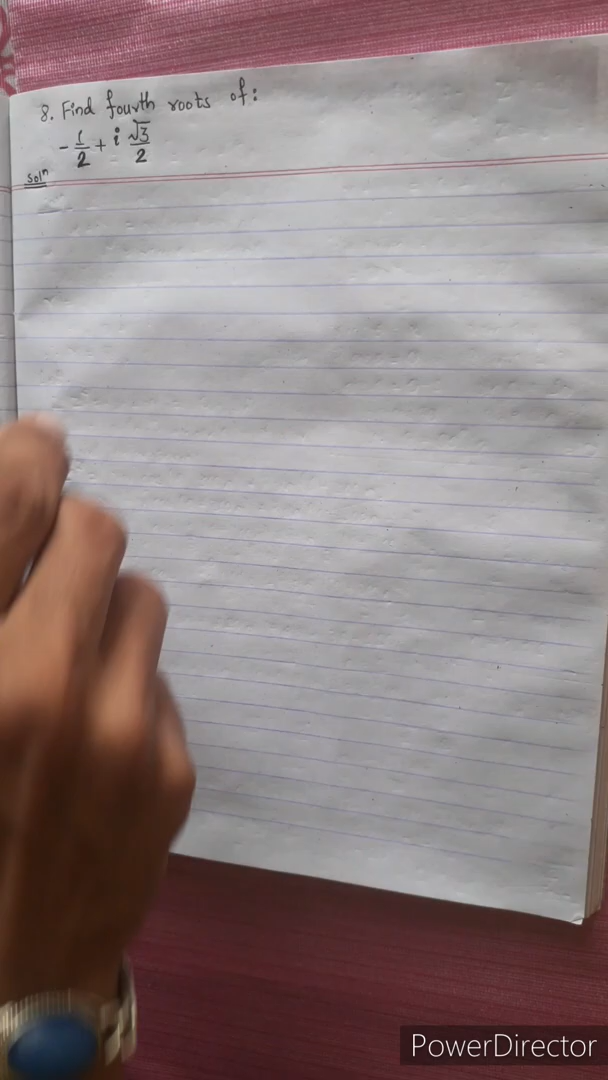 8. Find fourth roots of:
-1/2 + i √3/2
Solⁿ
PowerDirector